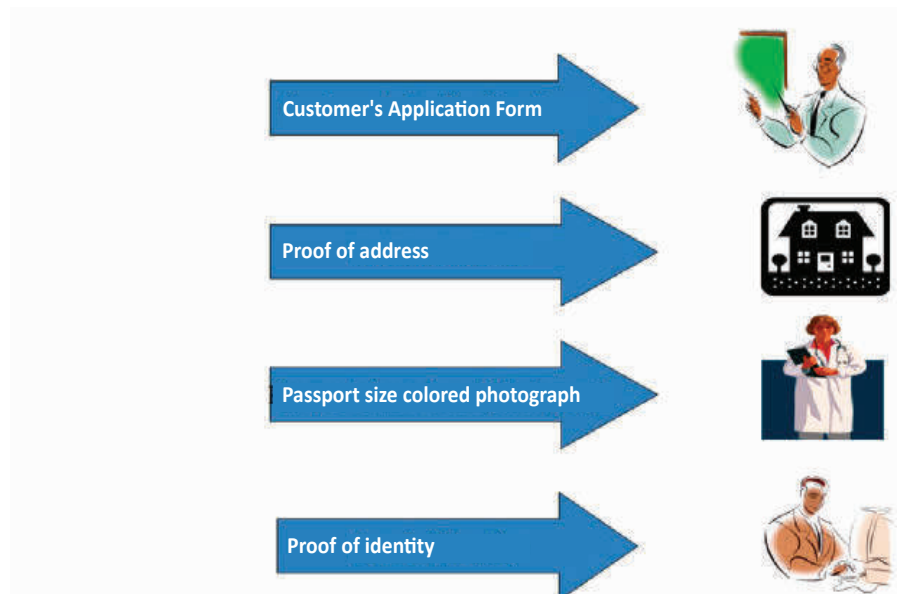 Customer's Application Form
Proof of address
Passport size colored photograph
Proof of identity